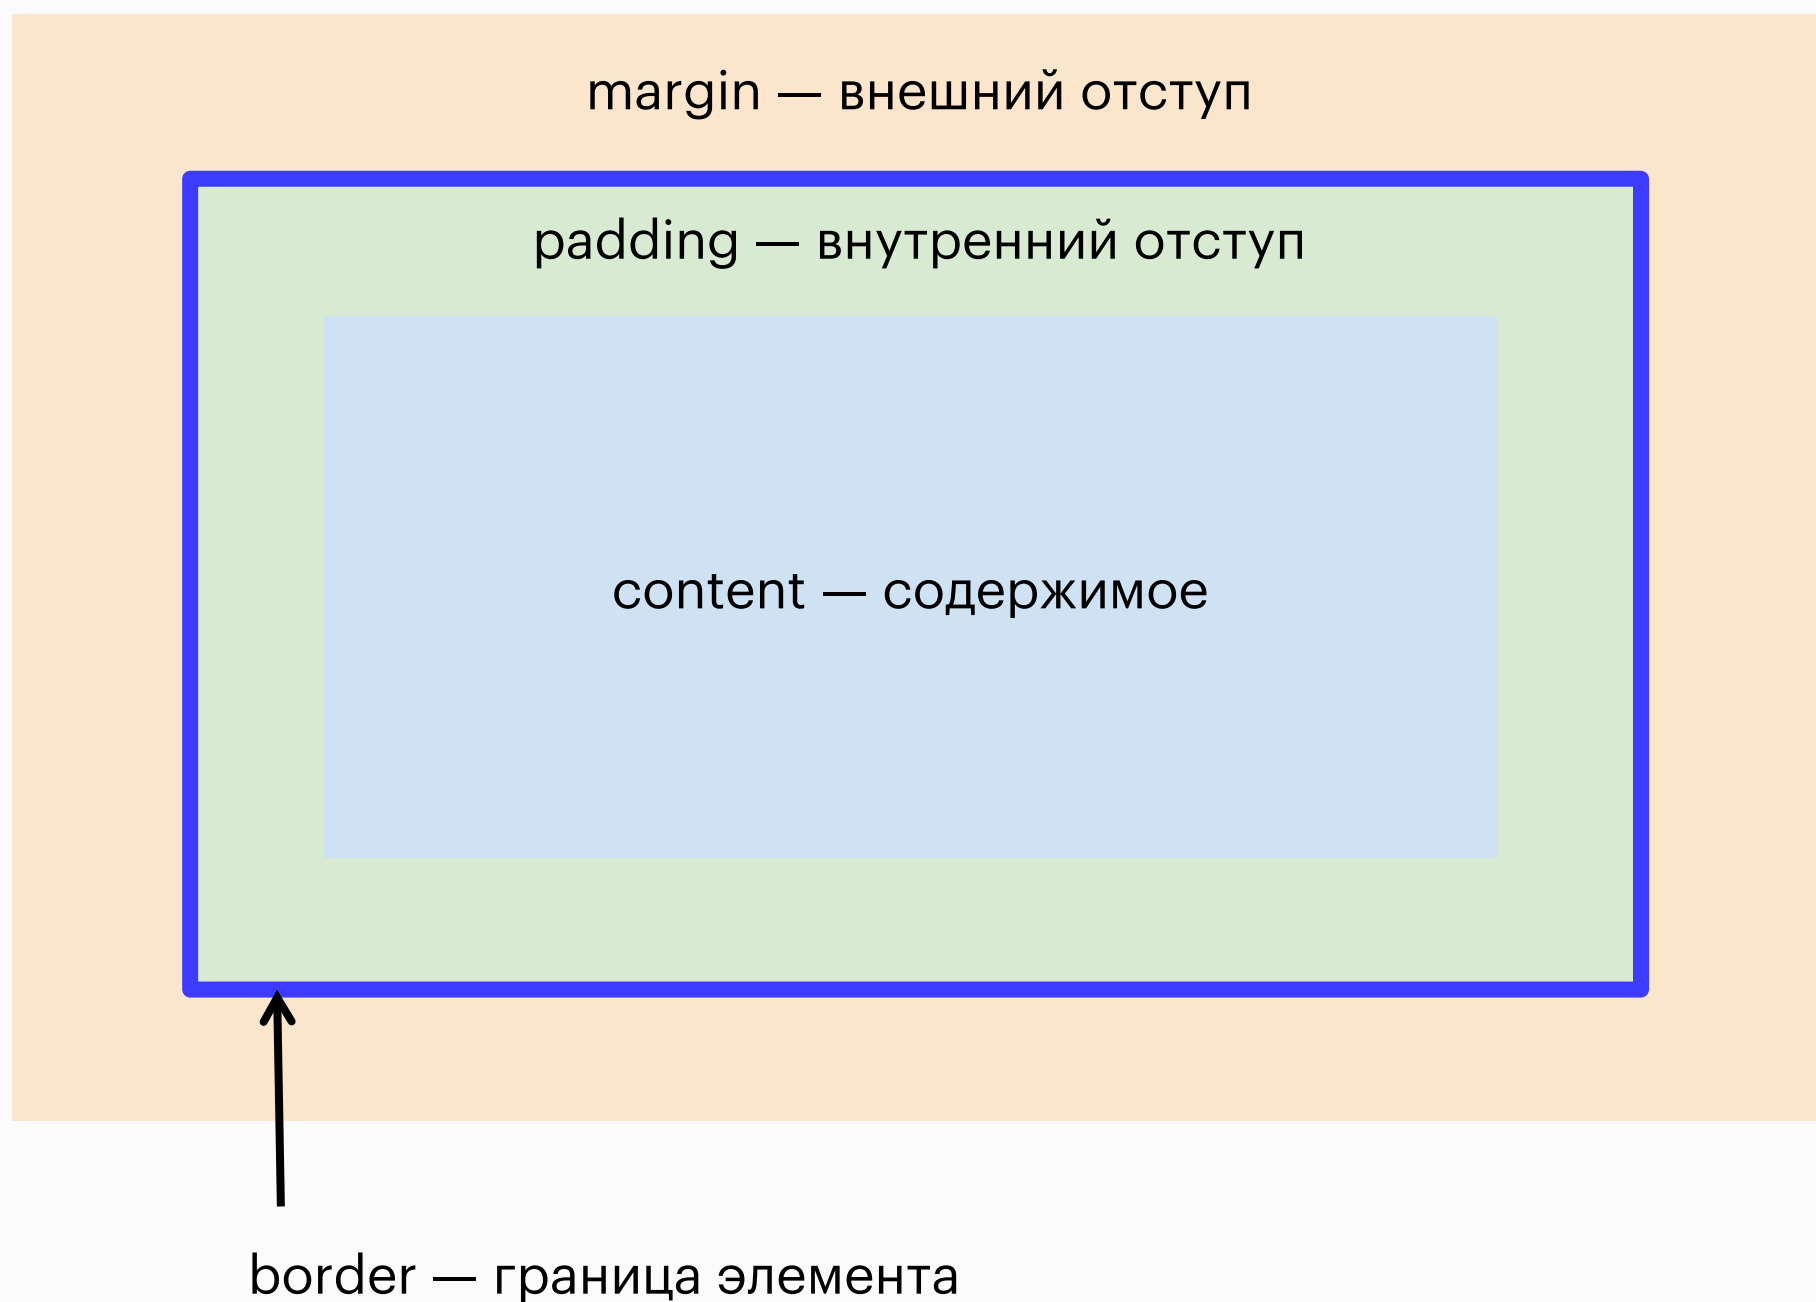 margin — внешний отступ
padding — внутренний отступ
content — содержимое
border — граница элемента